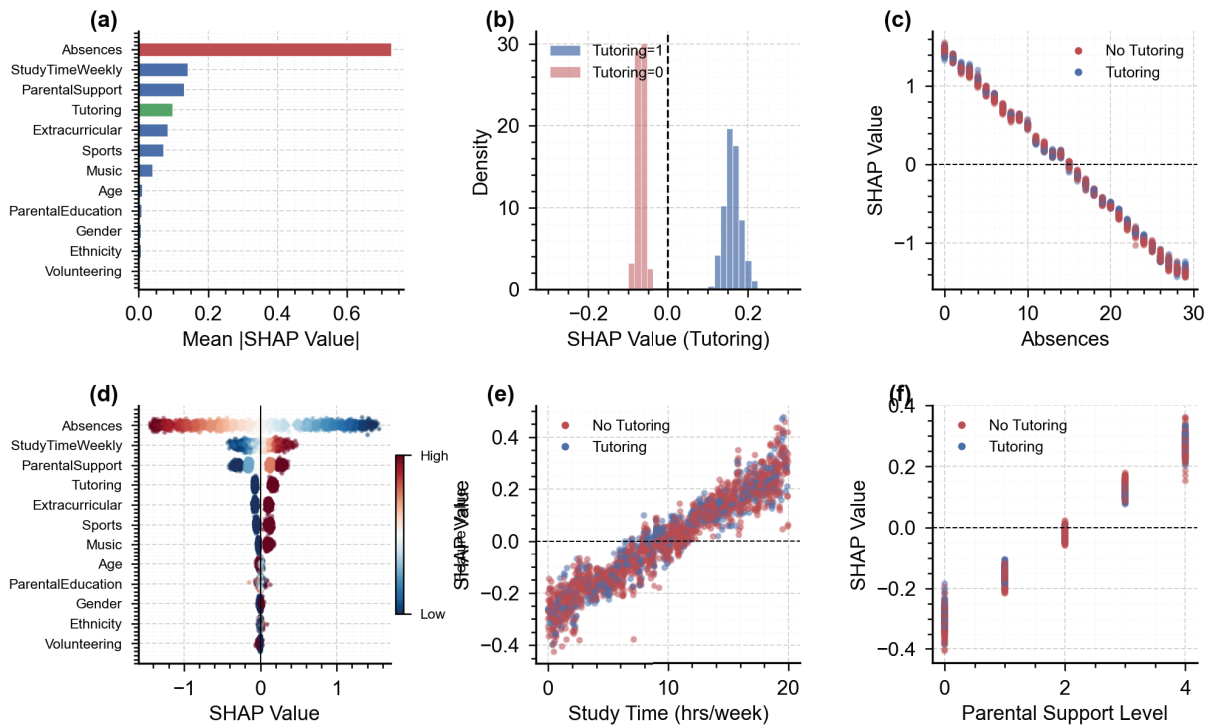 (a)
Absences
StudyTimeWeekly
ParentalSupport
Tutoring
Extracurricular
Sports
Music
Age
ParentalEducation
Gender
Ethnicity
Volunteering
0.0 0.2 0.4 0.6
Mean |SHAP Value|
(b)
Tutoring=1
Tutoring=0
30
20
10
0
Density
−0.2 0.0 0.2
SHAP Value (Tutoring)
(c)
No Tutoring
Tutoring
1
0
−1
SHAP Value
0 10 20 30
Absences
(d)
Absences
StudyTimeWeekly
ParentalSupport
Tutoring
Extracurricular
Sports
Music
Age
ParentalEducation
Gender
Ethnicity
Volunteering
−1 0 1
SHAP Value
High
Low
(e)
No Tutoring
Tutoring
0.4
0.2
0.0
−0.2
−0.4
SHAP Value
0 10 20
Study Time (hrs/week)
(f)
No Tutoring
Tutoring
0.4
0.2
0.0
−0.2
−0.4
SHAP Value
0 2 4
Parental Support Level